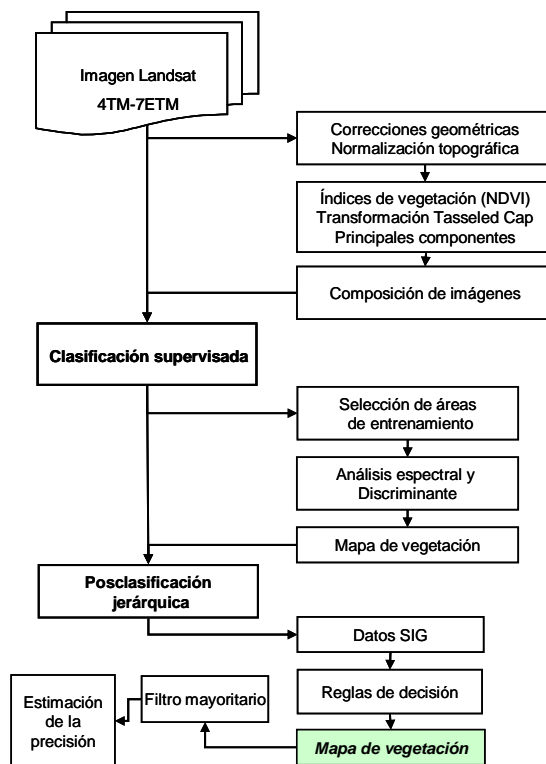 Imagen Landsat
4TM-7ETM
Correcciones geométricas
Normalización topográfica
Índices de vegetación (NDVI)
Transformación Tasseled Cap
Principales componentes
Composición de imágenes
Clasificación supervisada
Selección de áreas
de entrenamiento
Análisis espectral y
Discriminante
Mapa de vegetación
Posclasificación
jerárquica
Datos SIG
Reglas de decisión
Mapa de vegetación
Filtro mayoritario
Estimación
de la
precisión